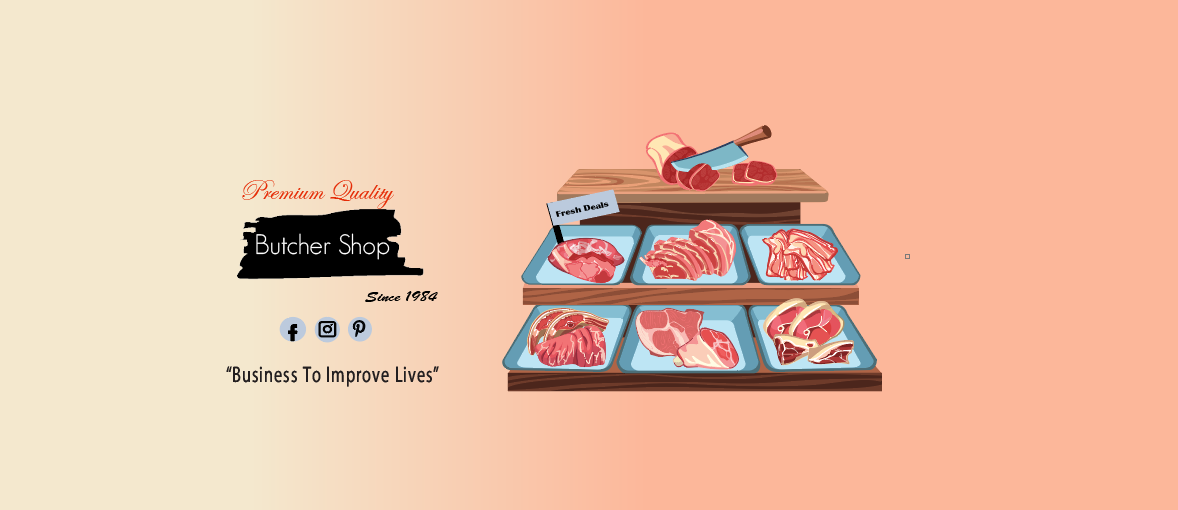 Premium Quality
Butcher Shop
Since 1984
“Business To Improve Lives”
Fresh Deals